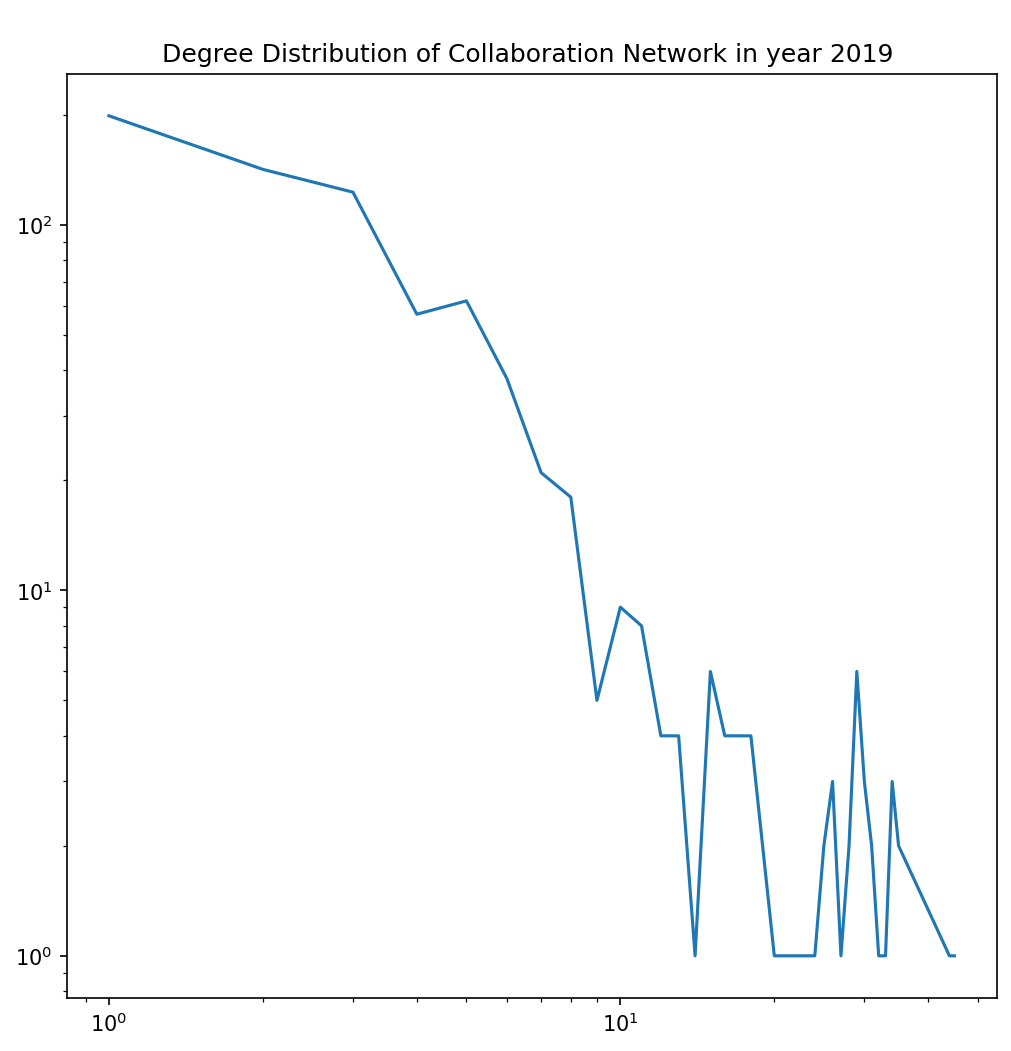 Degree Distribution of Collaboration Network in year 2019
10²
10¹
10⁰
10⁰ 10¹